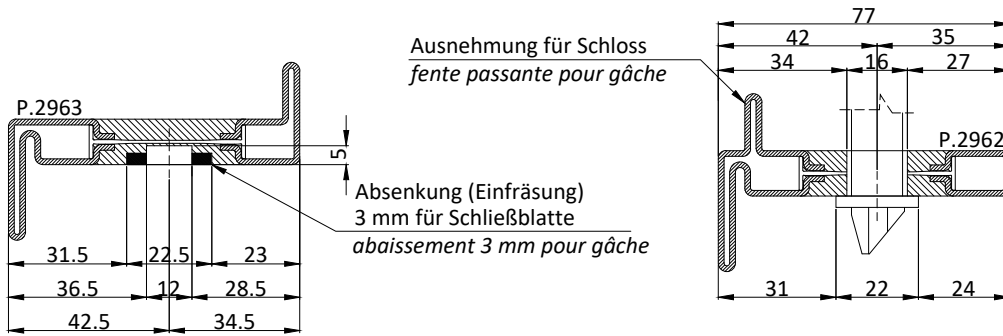 77
42 35
34 16 27
Ausnehmung für Schloss
fente passante pour gâche
P.2963
P.2962
5
Absenkung (Einfräsung)
3 mm für Schließblatte
abaissement 3 mm pour gâche
31.5 22.5 23
36.5 12 28.5
42.5 34.5
31 22 24